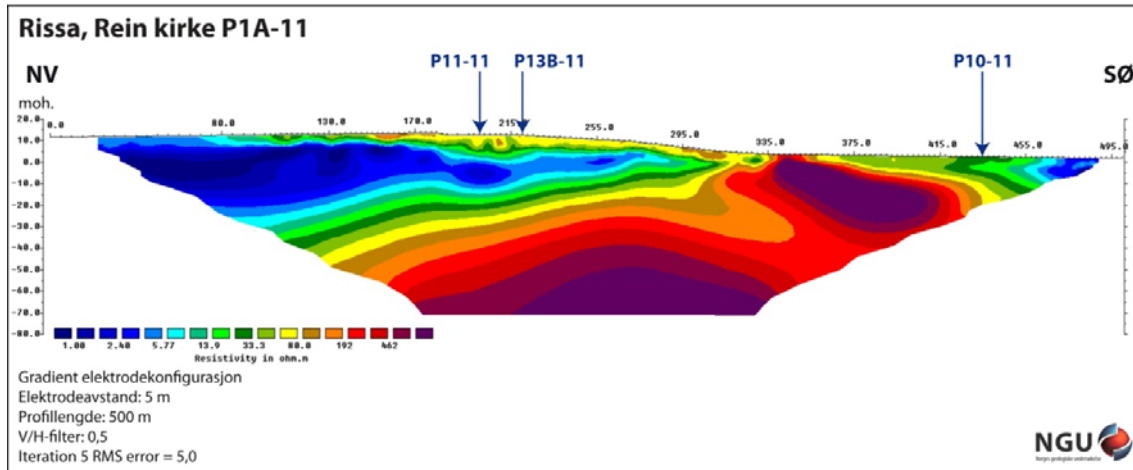 Rissa, Rein kirke P1A-11
P11-11 P13B-11 P10-11
NV SØ
moh.
20.0 0.0 80.0 130.0 170.0 215. 255.0 295.0 335.0 375.0 415.0 455.0 495.0
10.0
0.0
-10.0
-20.0
-30.0
-40.0
-50.0
-60.0
-70.0
-80.0
1.00 2.40 5.77 13.9 33.3 80.0 192 462
Resistivity in ohm.m
Gradient elektrodekonfigurasjon
Elektrodeavstand: 5 m
Profillengde: 500 m
V/H-filter: 0,5
Iteration 5 RMS error = 5,0
NGU
Norges geologiske undersøkelse